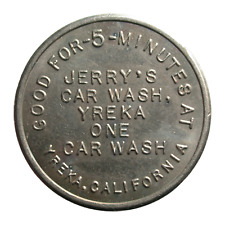 GOOD FOR-5-MINUTES AT
JERRY'S
CAR WASH,
YREKA
ONE
CAR WASH
YREKA, CALIFORNIA